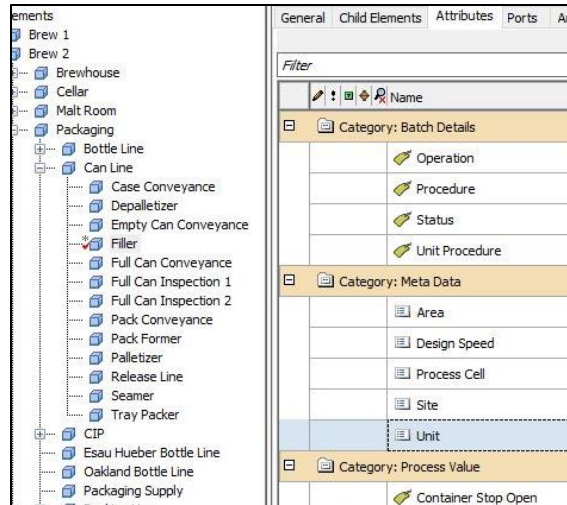 ements
Brew 1
Brew 2
Brewhouse
Cellar
Malt Room
Packaging
Bottle Line
Can Line
Case Conveyance
Depalletizer
Empty Can Conveyance
Filler
Full Can Conveyance
Full Can Inspection 1
Full Can Inspection 2
Pack Conveyance
Pack Former
Palletizer
Release Line
Seamer
Tray Packer
CIP
Esau Hueber Bottle Line
Oakland Bottle Line
Packaging Supply
General Child Elements Attributes Ports
Filter
Name
Category: Batch Details
Operation
Procedure
Status
Unit Procedure
Category: Meta Data
Area
Design Speed
Process Cell
Site
Unit
Category: Process Value
Container Stop Open